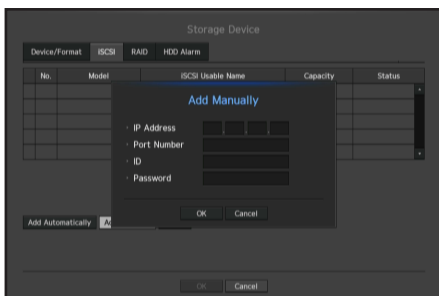 Storage Device
Device/Format iSCSI RAID HDD Alarm
No. Model iSCSI Usable Name Capacity Status
Add Manually
· IP Address
· Port Number
· ID
· Password
OK Cancel
Add Automatically
OK Cancel